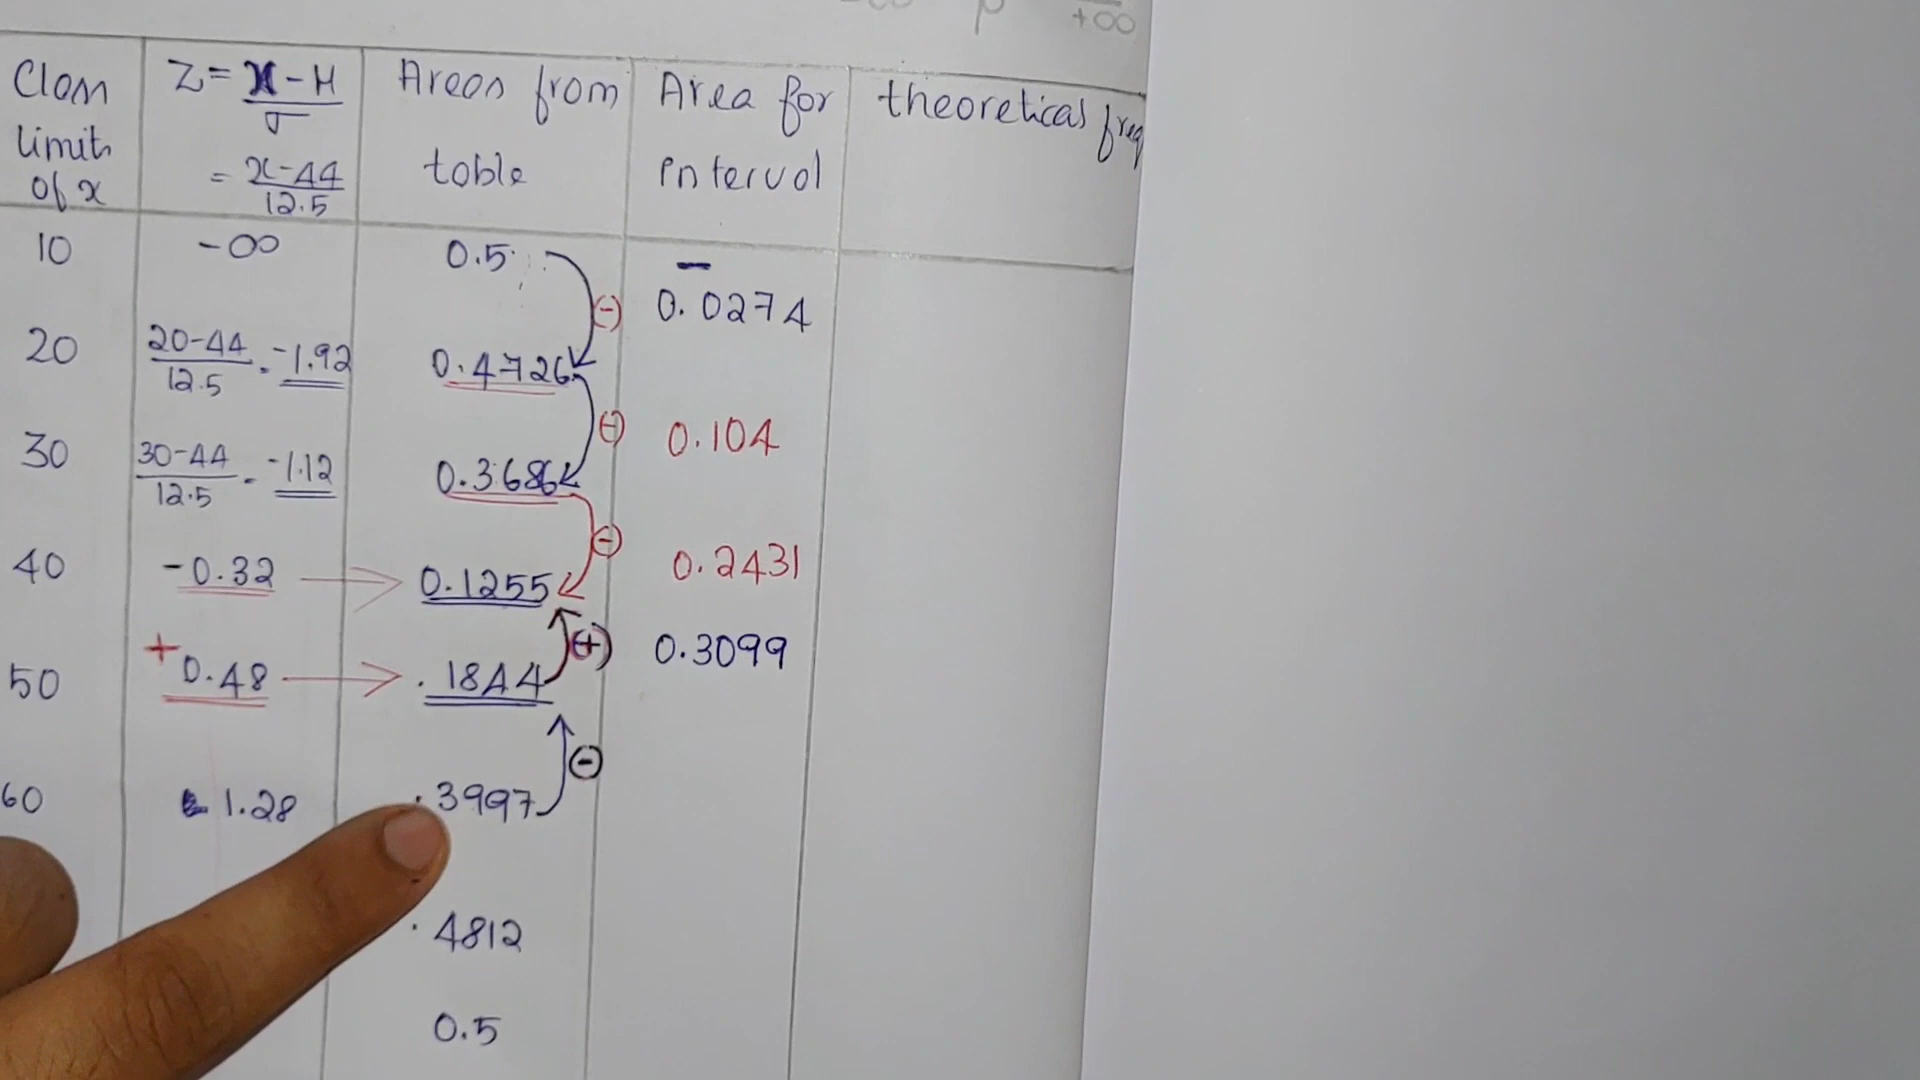 +∞
Class limits of x | Z = x-μ/σ = x-44/12.5 | Areas from table | Area for interval | theoretical freq
10 | -∞ | 0.5 | -
(-) 0.0274
20 | 20-44/12.5 = -1.92 | 0.4726
(-) 0.104
30 | 30-44/12.5 = -1.12 | 0.3686
(-) 0.2431
40 | -0.32 → | 0.1255
(+) 0.3099
50 | +0.48 → | .1844
(-)
60 | 1.28 | .3997
.4812
0.5